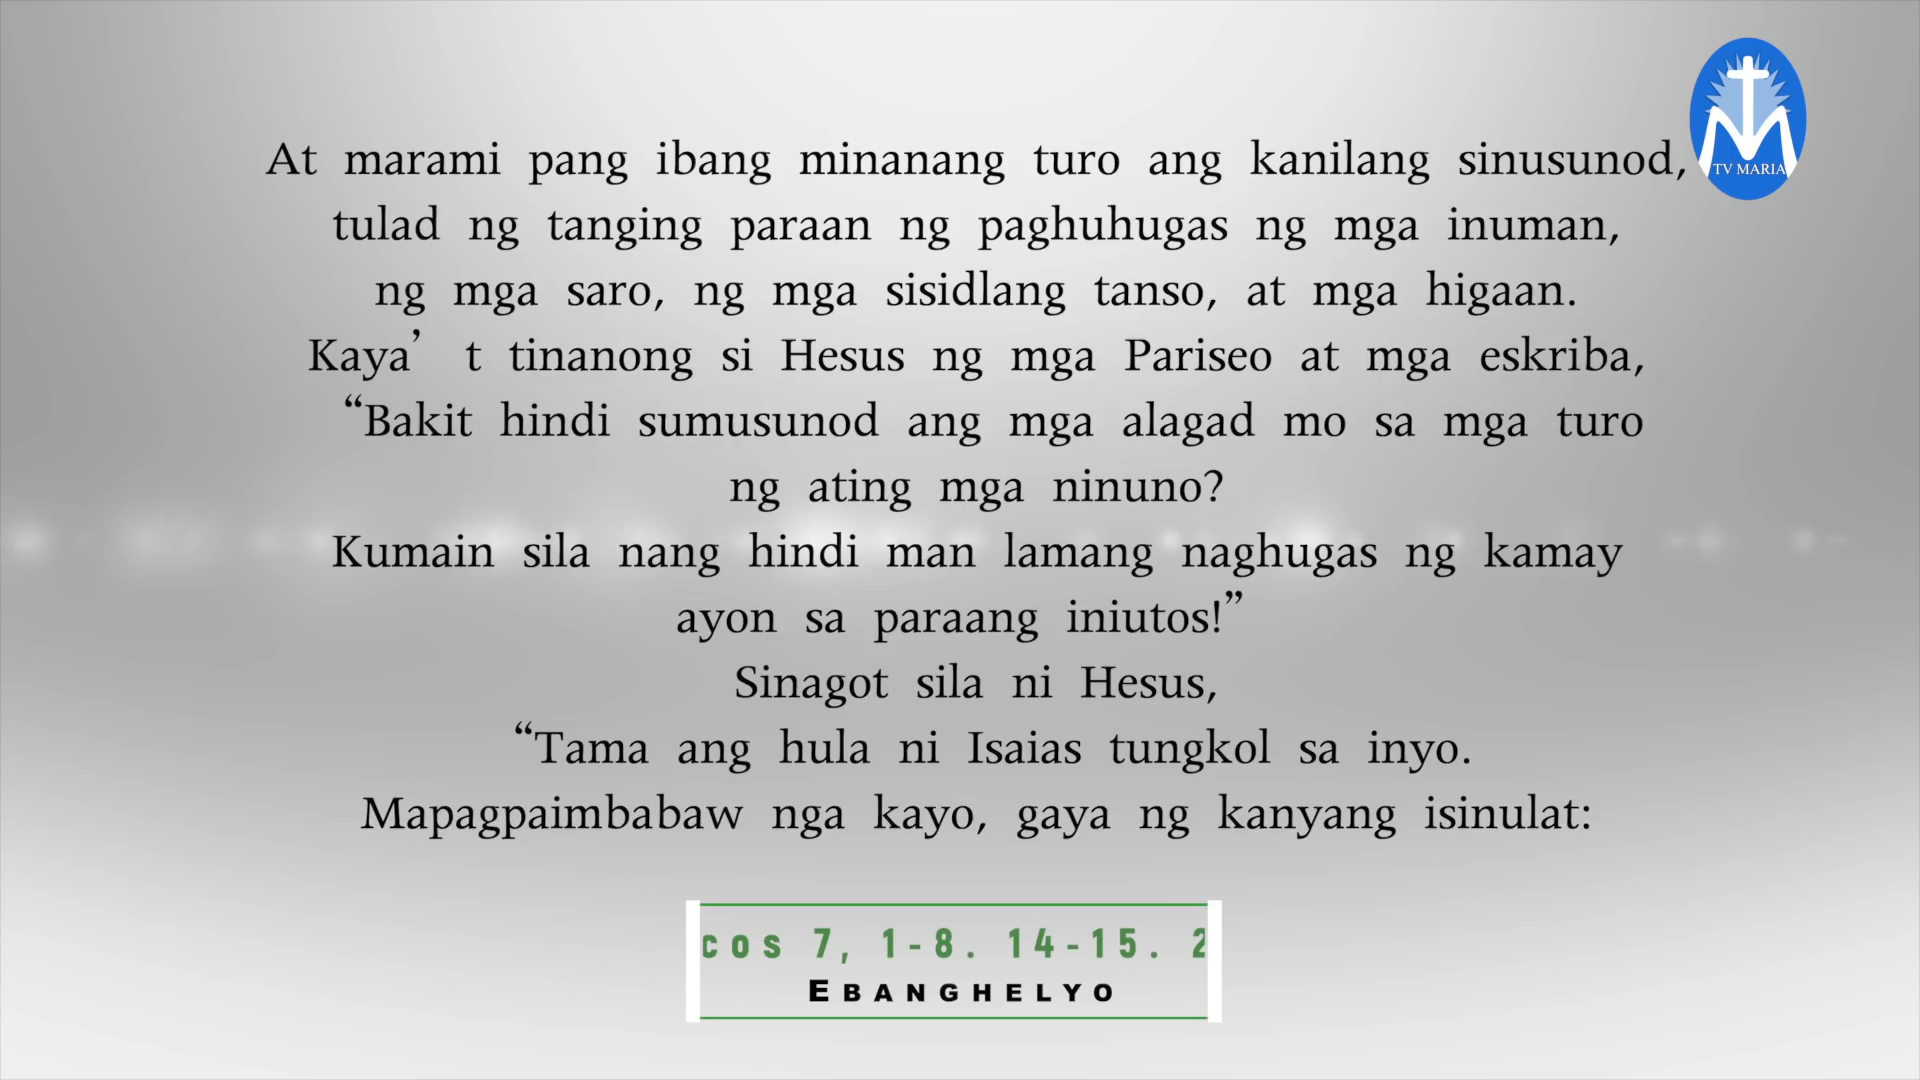 At marami pang ibang minanang turo ang kanilang sinusunod,
tulad ng tanging paraan ng paghuhugas ng mga inuman,
ng mga saro, ng mga sisidlang tanso, at mga higaan.
Kaya’ t tinanong si Hesus ng mga Pariseo at mga eskriba,
“Bakit hindi sumusunod ang mga alagad mo sa mga turo
ng ating mga ninuno?
Kumain sila nang hindi man lamang naghugas ng kamay
ayon sa paraang iniutos!”
Sinagot sila ni Hesus,
“Tama ang hula ni Isaias tungkol sa inyo.
Mapagpaimbabaw nga kayo, gaya ng kanyang isinulat:
cos 7, 1-8. 14-15. 2
EBANGHELYO
TV MARIA